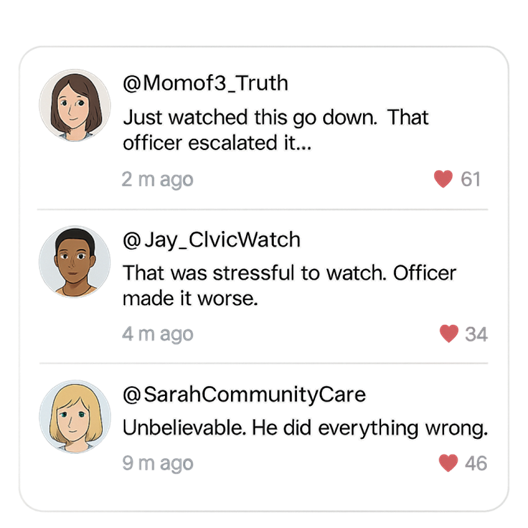 @Momof3_Truth
Just watched this go down. That
officer escalated it...
2 m ago
61
@Jay_ClvicWatch
That was stressful to watch. Officer
made it worse.
4 m ago
34
@SarahCommunityCare
Unbelievable. He did everything wrong.
9 m ago
46